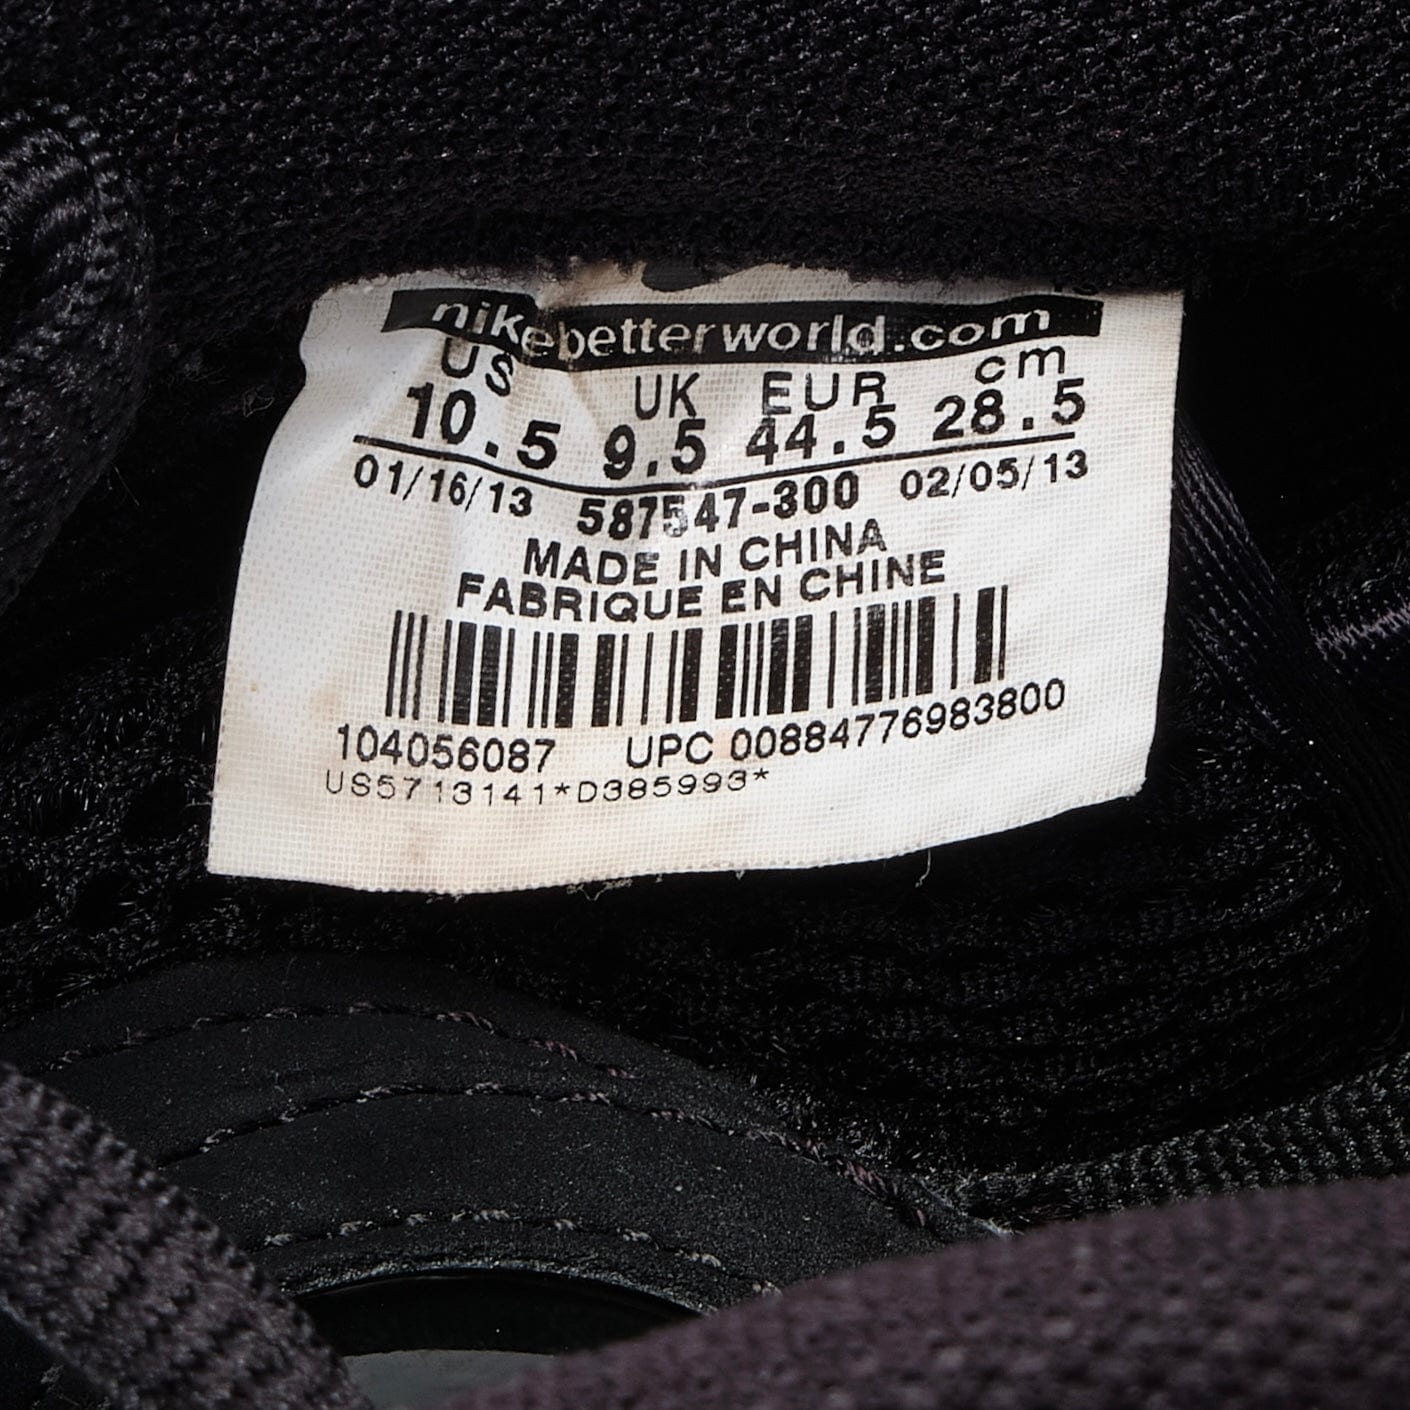 nikebetterworld.com
US UK EUR cm
10.5 9.5 44.5 28.5
01/16/13 587547-300 02/05/13
MADE IN CHINA
FABRIQUE EN CHINE
104056087 UPC 00884776983800
US5713141*D385993*